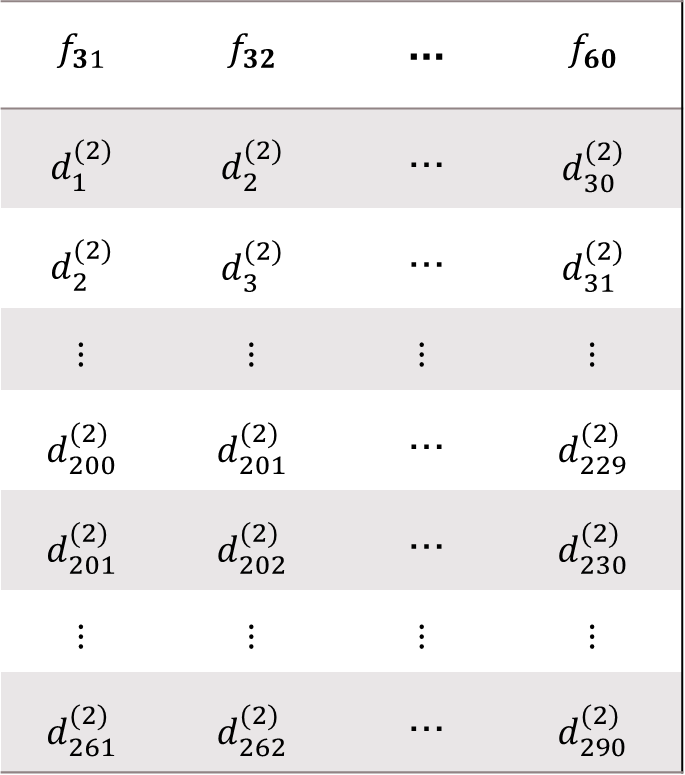 f₃₁ f₃₂ ⋯ f₆₀
d₁⁽²⁾ d₂⁽²⁾ ⋯ d₃₀⁽²⁾
d₂⁽²⁾ d₃⁽²⁾ ⋯ d₃₁⁽²⁾
⋮ ⋮ ⋮ ⋮
d₂₀₀⁽²⁾ d₂₀₁⁽²⁾ ⋯ d₂₂₉⁽²⁾
d₂₀₁⁽²⁾ d₂₀₂⁽²⁾ ⋯ d₂₃₀⁽²⁾
⋮ ⋮ ⋮ ⋮
d₂₆₁⁽²⁾ d₂₆₂⁽²⁾ ⋯ d₂₉₀⁽²⁾